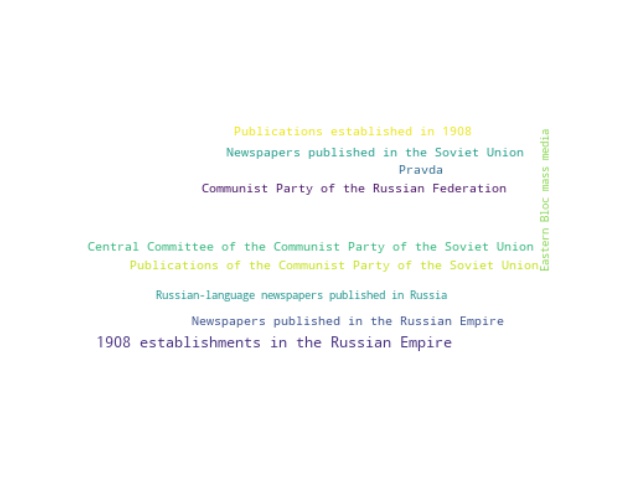 Publications established in 1908
Newspapers published in the Soviet Union
Pravda
Communist Party of the Russian Federation
Eastern Bloc mass media
Central Committee of the Communist Party of the Soviet Union
Publications of the Communist Party of the Soviet Union
Russian-language newspapers published in Russia
Newspapers published in the Russian Empire
1908 establishments in the Russian Empire